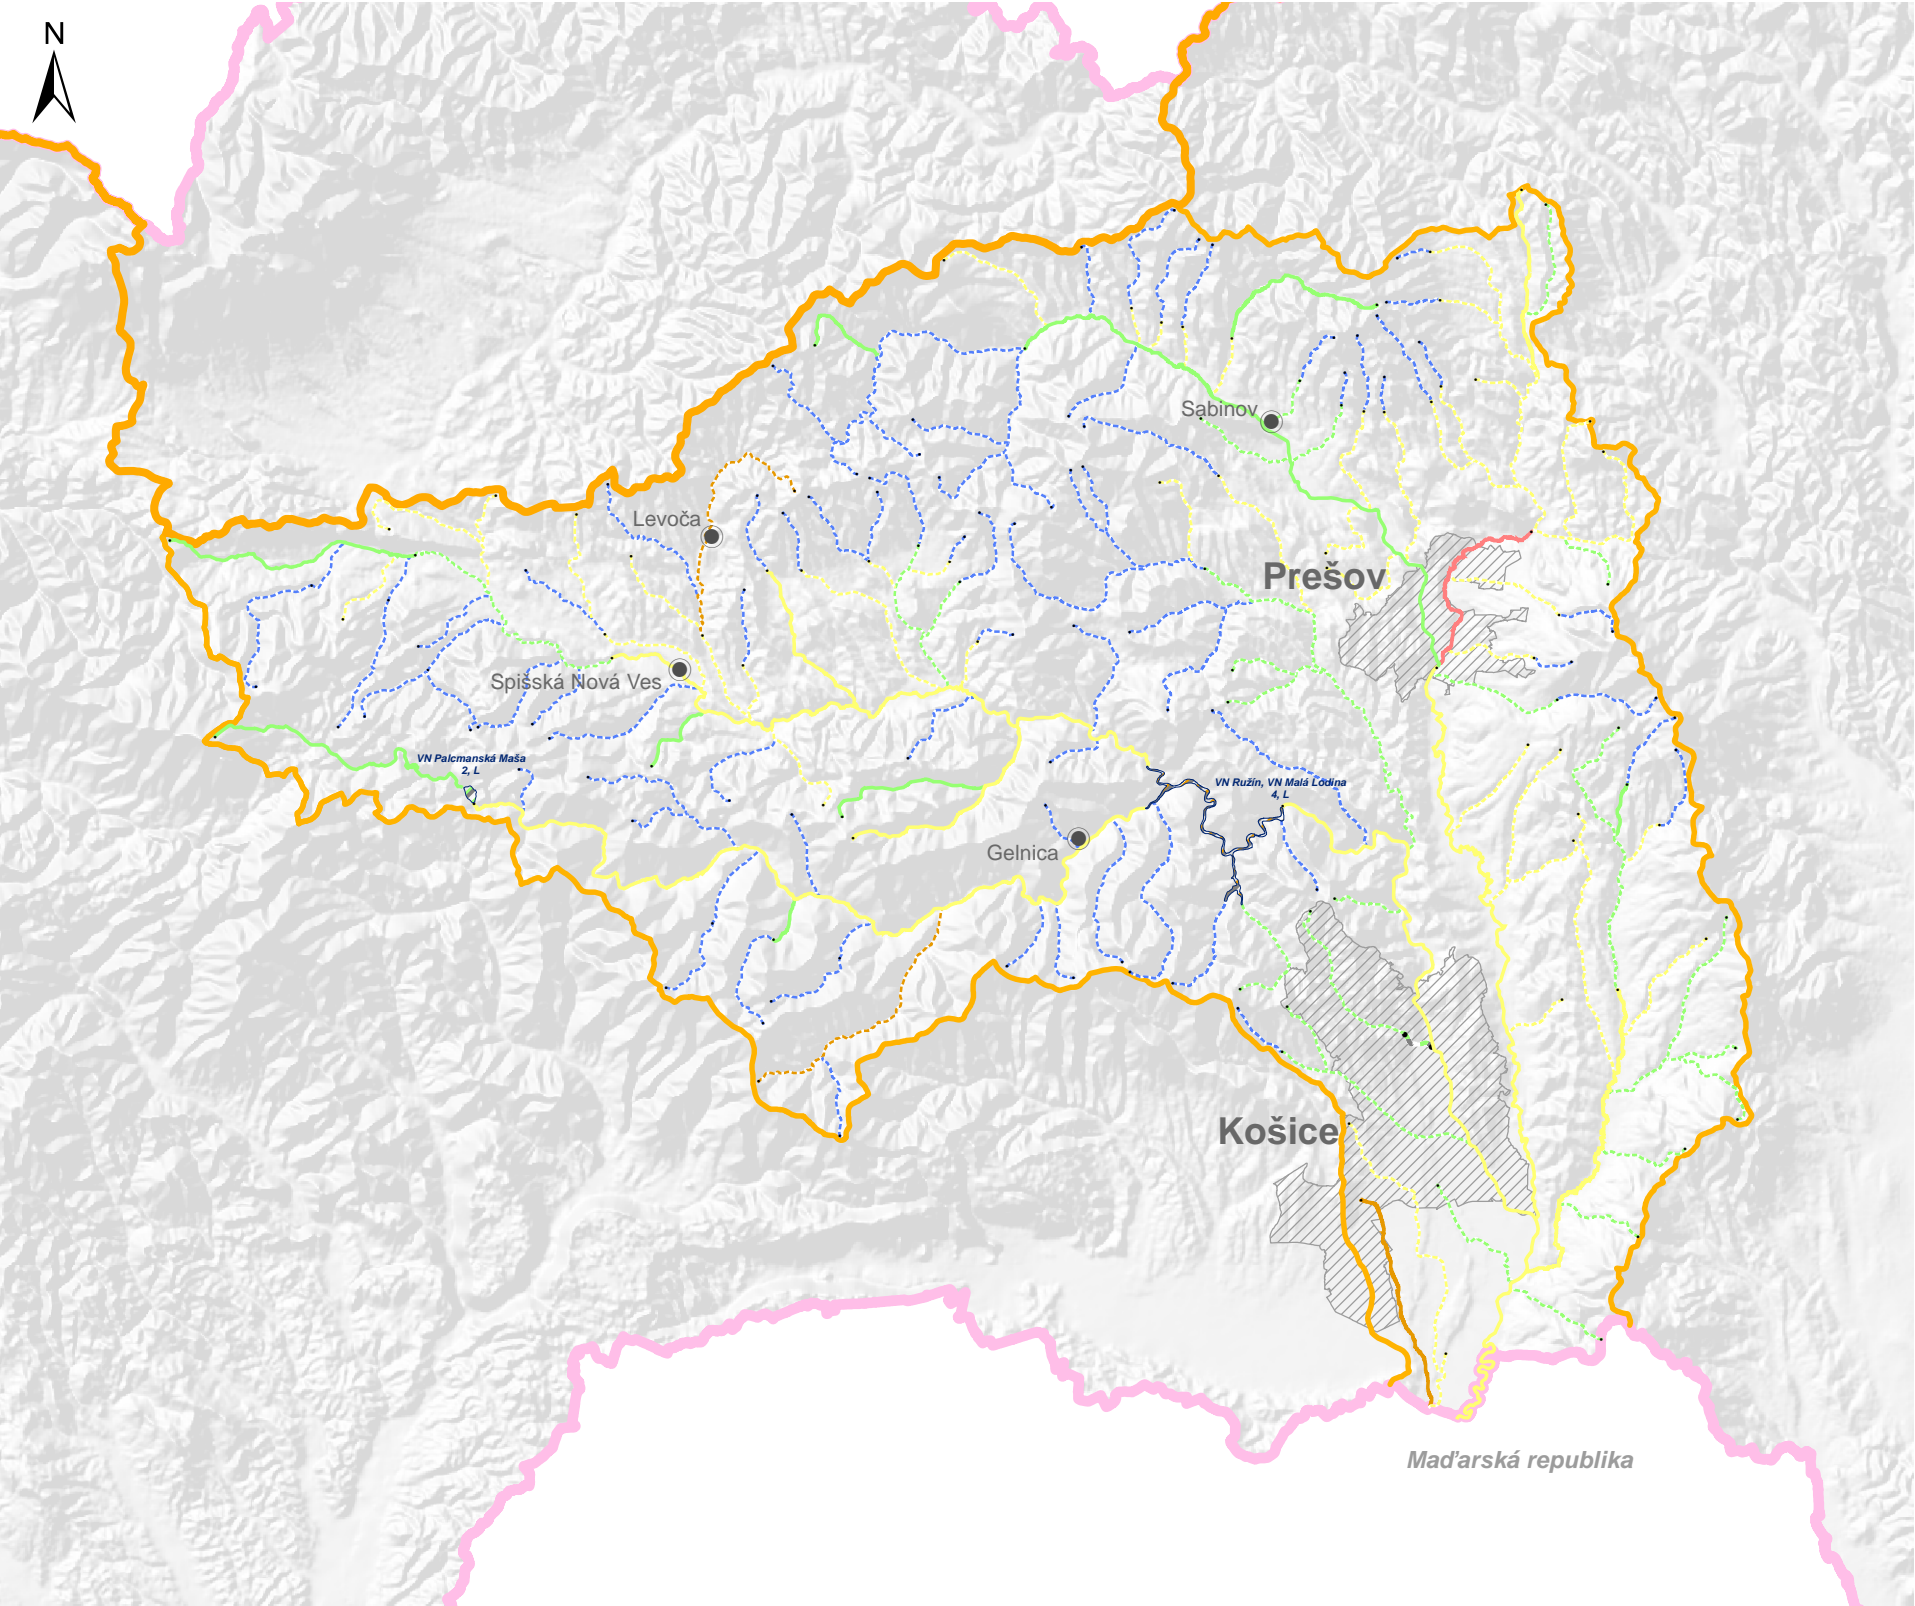 N
Sabinov
Levoča
Prešov
Spišská Nová Ves
VN Palcmanská Maša
2, L
VN Ružín, VN Malá Lodina
4, L
Gelnica
Košice
Maďarská republika